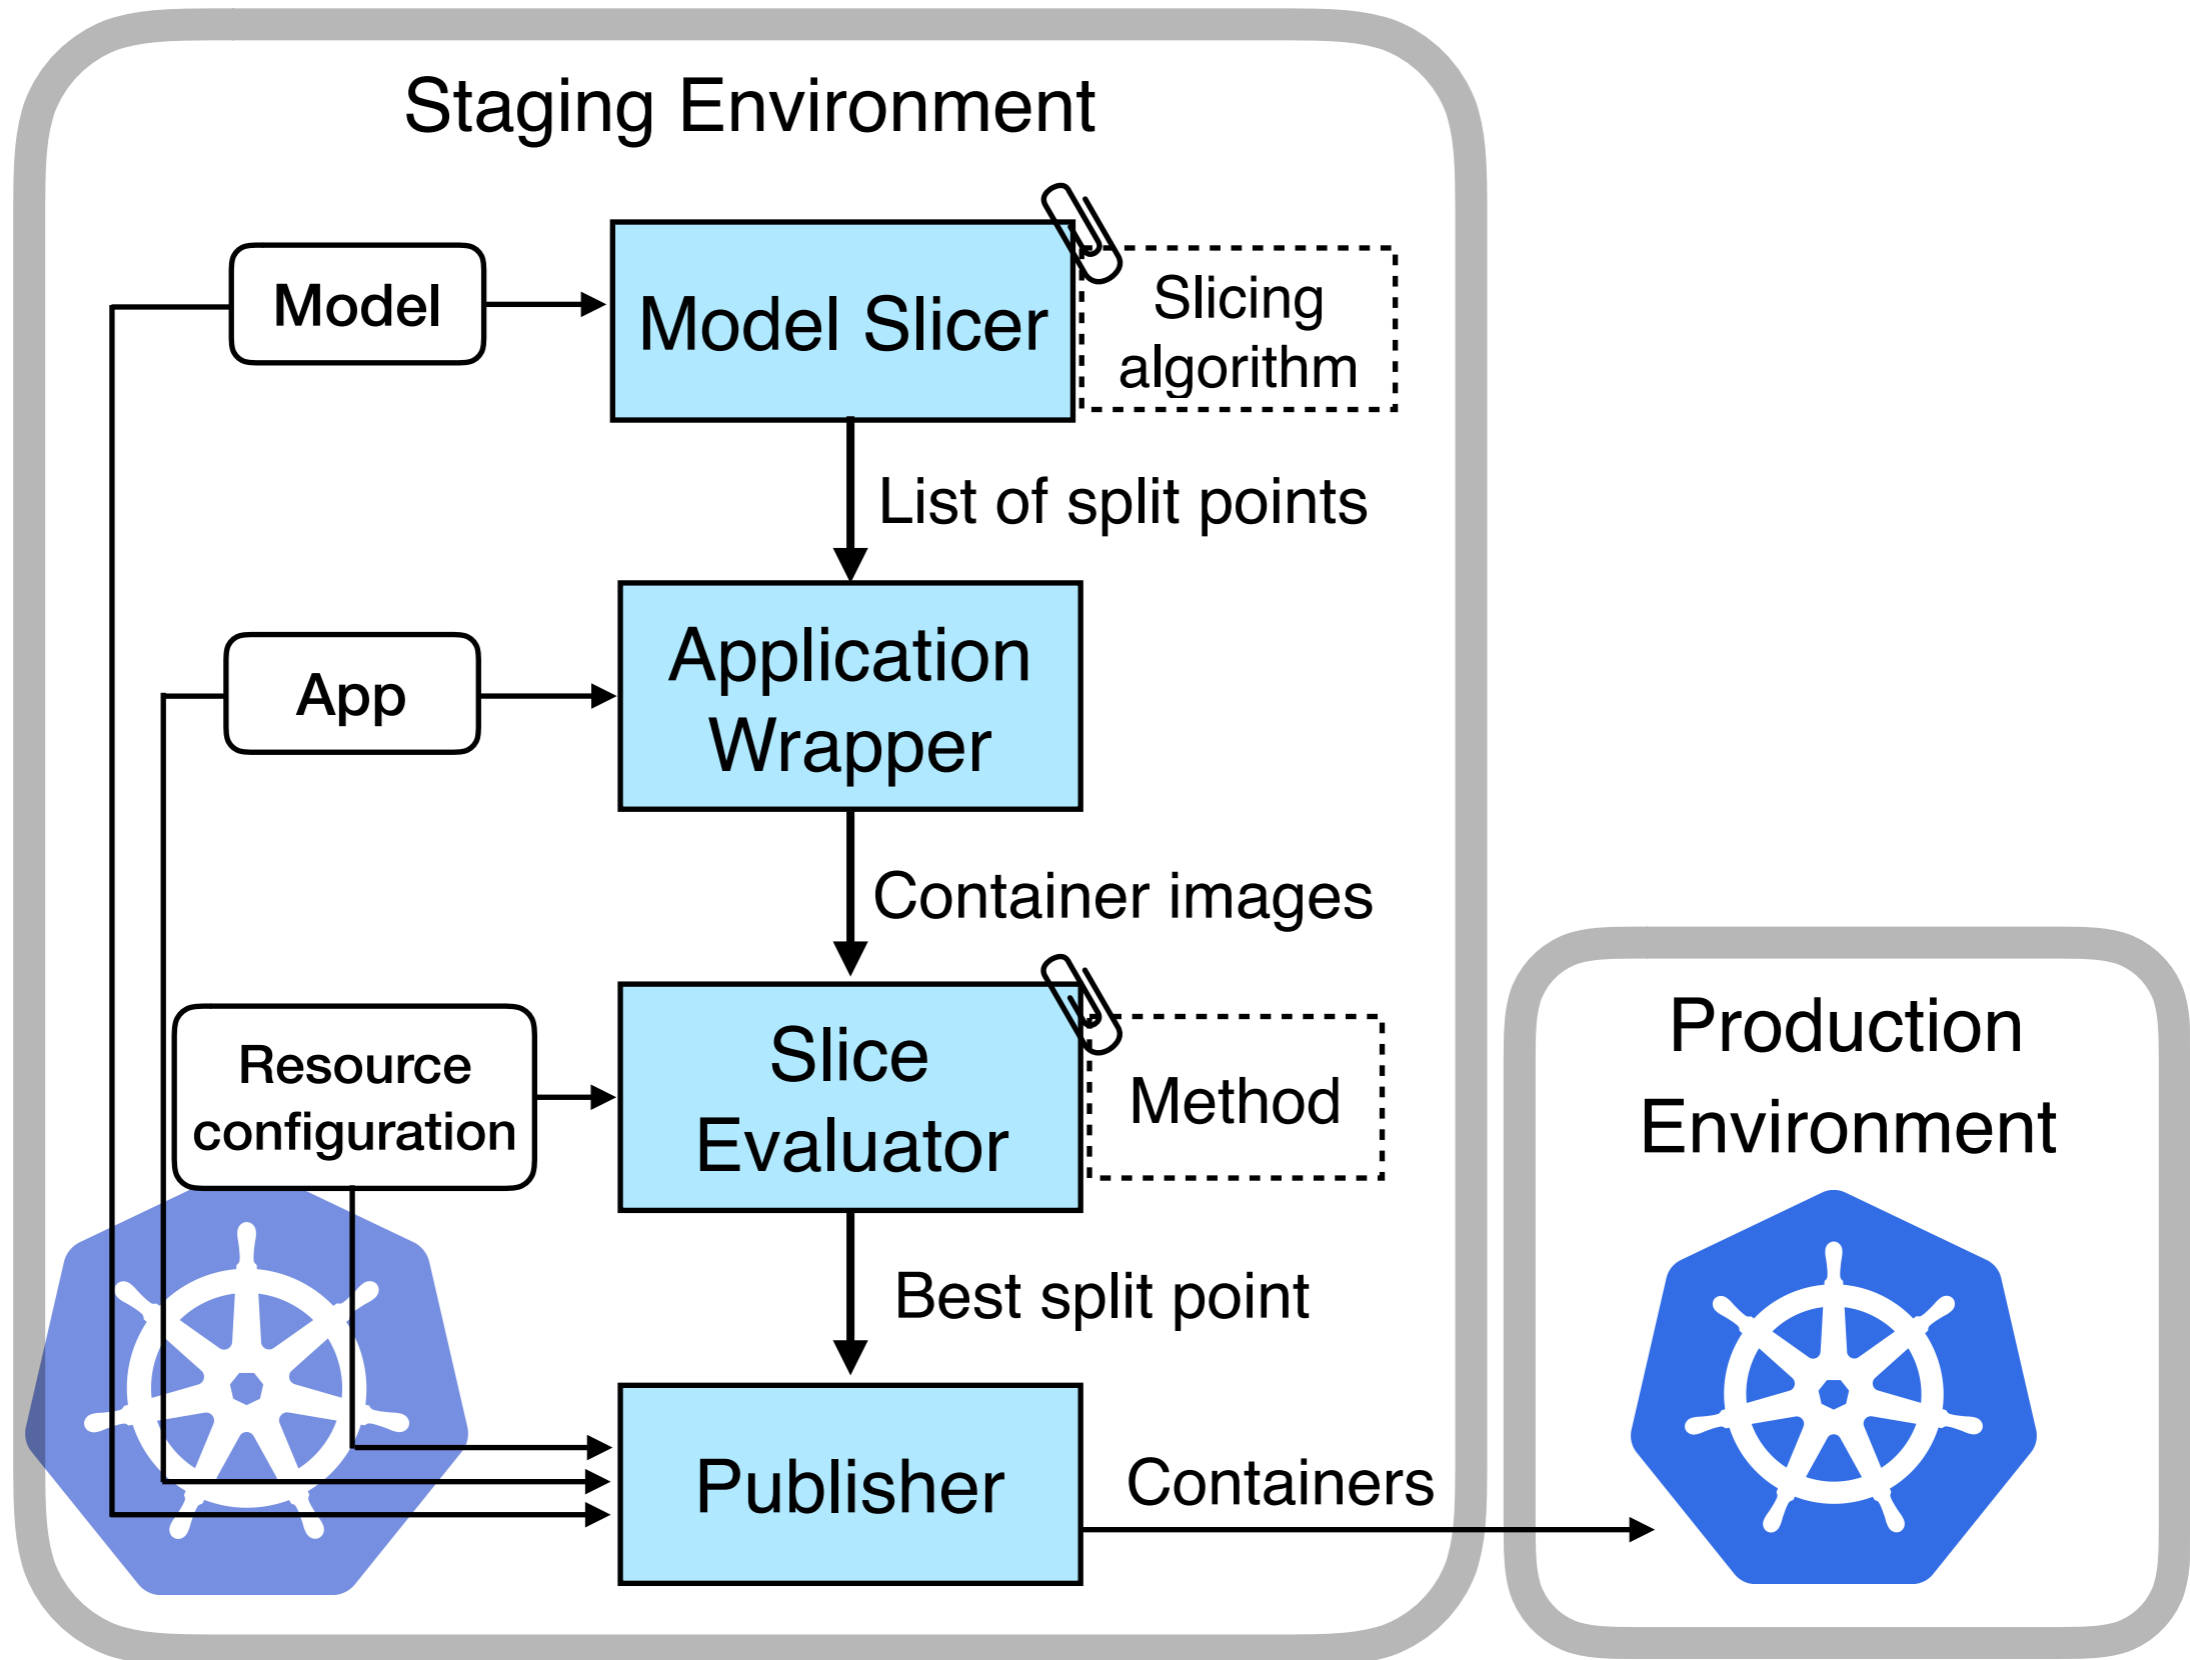 Staging Environment
Model
Model Slicer
Slicing
algorithm
List of split points
App
Application
Wrapper
Container images
Resource
configuration
Slice
Evaluator
Method
Best split point
Publisher
Containers
Production
Environment